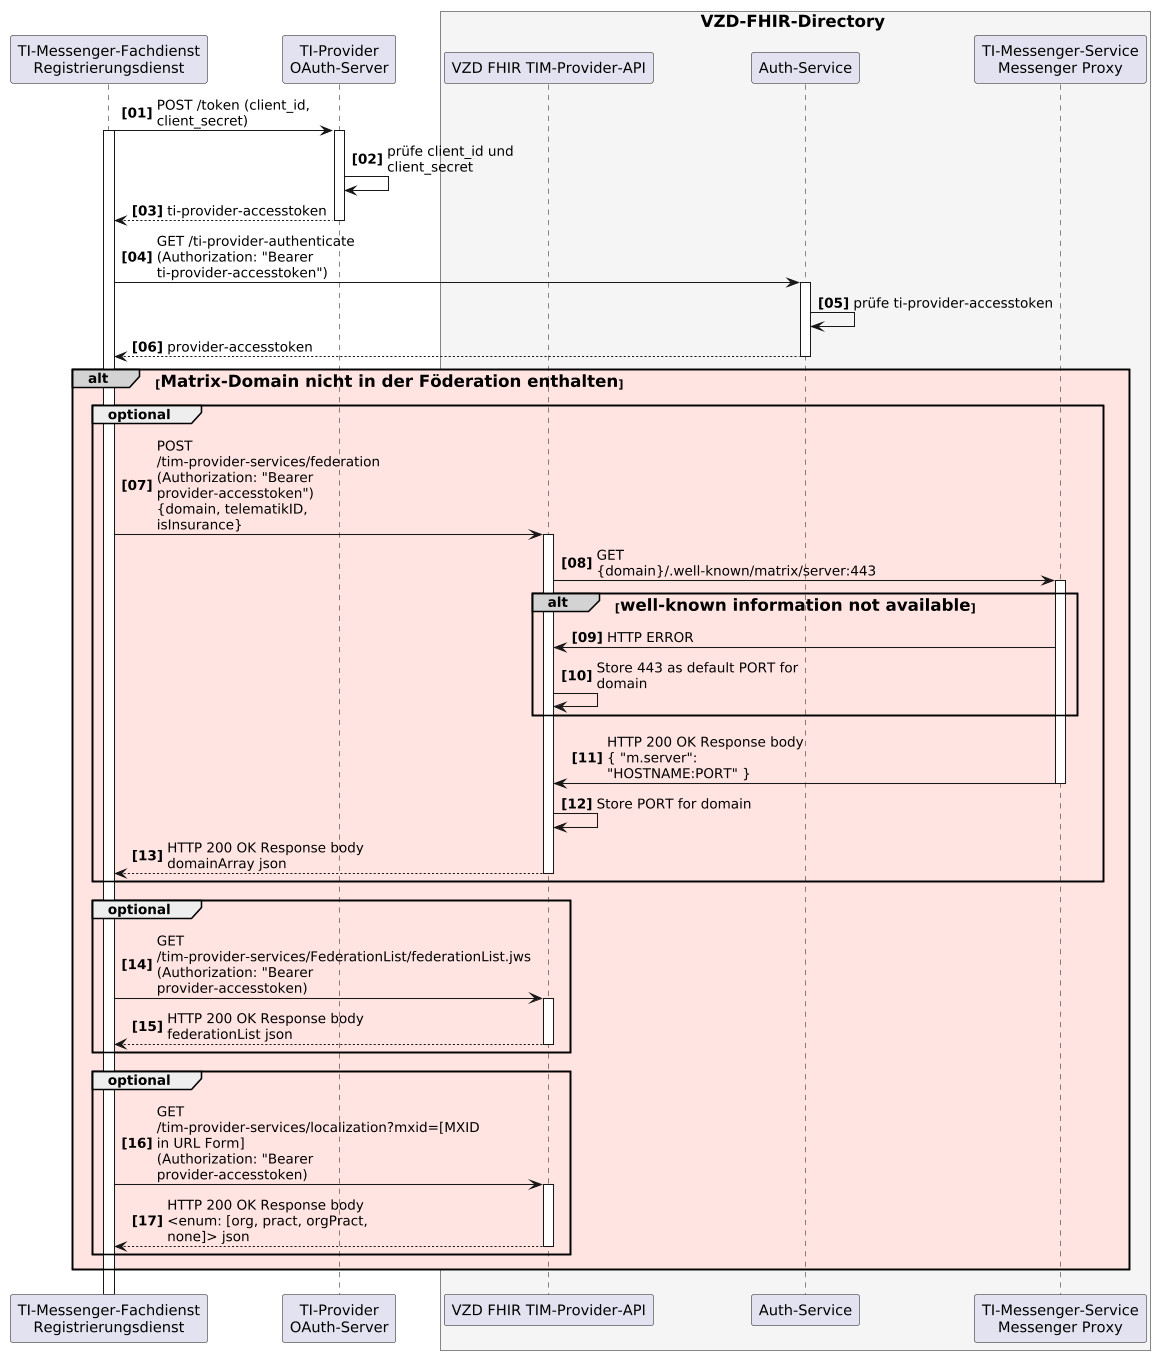 VZD-FHIR-Directory
TI-Messenger-Fachdienst
Registrierungsdienst
TI-Provider
OAuth-Server
VZD FHIR TIM-Provider-API
Auth-Service
TI-Messenger-Service
Messenger Proxy
[01] POST /token (client_id,
client_secret)
[02] prüfe client_id und
client_secret
[03] ti-provider-accesstoken
[04] GET /ti-provider-authenticate
(Authorization: "Bearer
ti-provider-accesstoken")
[05] prüfe ti-provider-accesstoken
[06] provider-accesstoken
alt [Matrix-Domain nicht in der Föderation enthalten]
optional
[07] POST
/tim-provider-services/federation
(Authorization: "Bearer
provider-accesstoken")
{domain, telematikID,
isInsurance}
[08] GET
{domain}/.well-known/matrix/server:443
alt [well-known information not available]
[09] HTTP ERROR
[10] Store 443 as default PORT for
domain
[11] HTTP 200 OK Response body
{ "m.server":
"HOSTNAME:PORT" }
[12] Store PORT for domain
[13] HTTP 200 OK Response body
domainArray json
optional
[14] GET
/tim-provider-services/FederationList/federationList.jws
(Authorization: "Bearer
provider-accesstoken)
[15] HTTP 200 OK Response body
federationList json
optional
[16] GET
/tim-provider-services/localization?mxid=[MXID
in URL Form]
(Authorization: "Bearer
provider-accesstoken)
[17] HTTP 200 OK Response body
<enum: [org, pract, orgPract,
none]> json
TI-Messenger-Fachdienst
Registrierungsdienst
TI-Provider
OAuth-Server
VZD FHIR TIM-Provider-API
Auth-Service
TI-Messenger-Service
Messenger Proxy